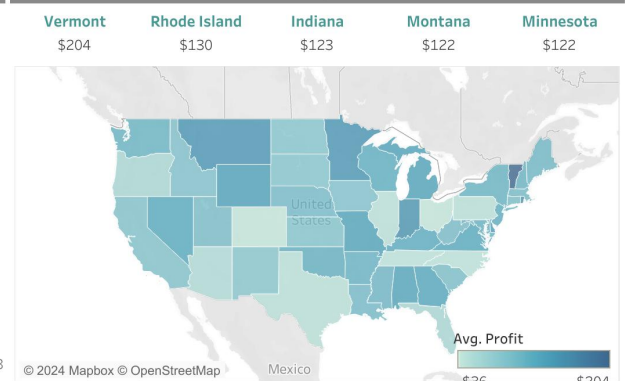 Vermont Rhode Island Indiana Montana Minnesota
$204 $130 $123 $122 $122
United
States
Avg. Profit
3
© 2024 Mapbox © OpenStreetMap
Mexico